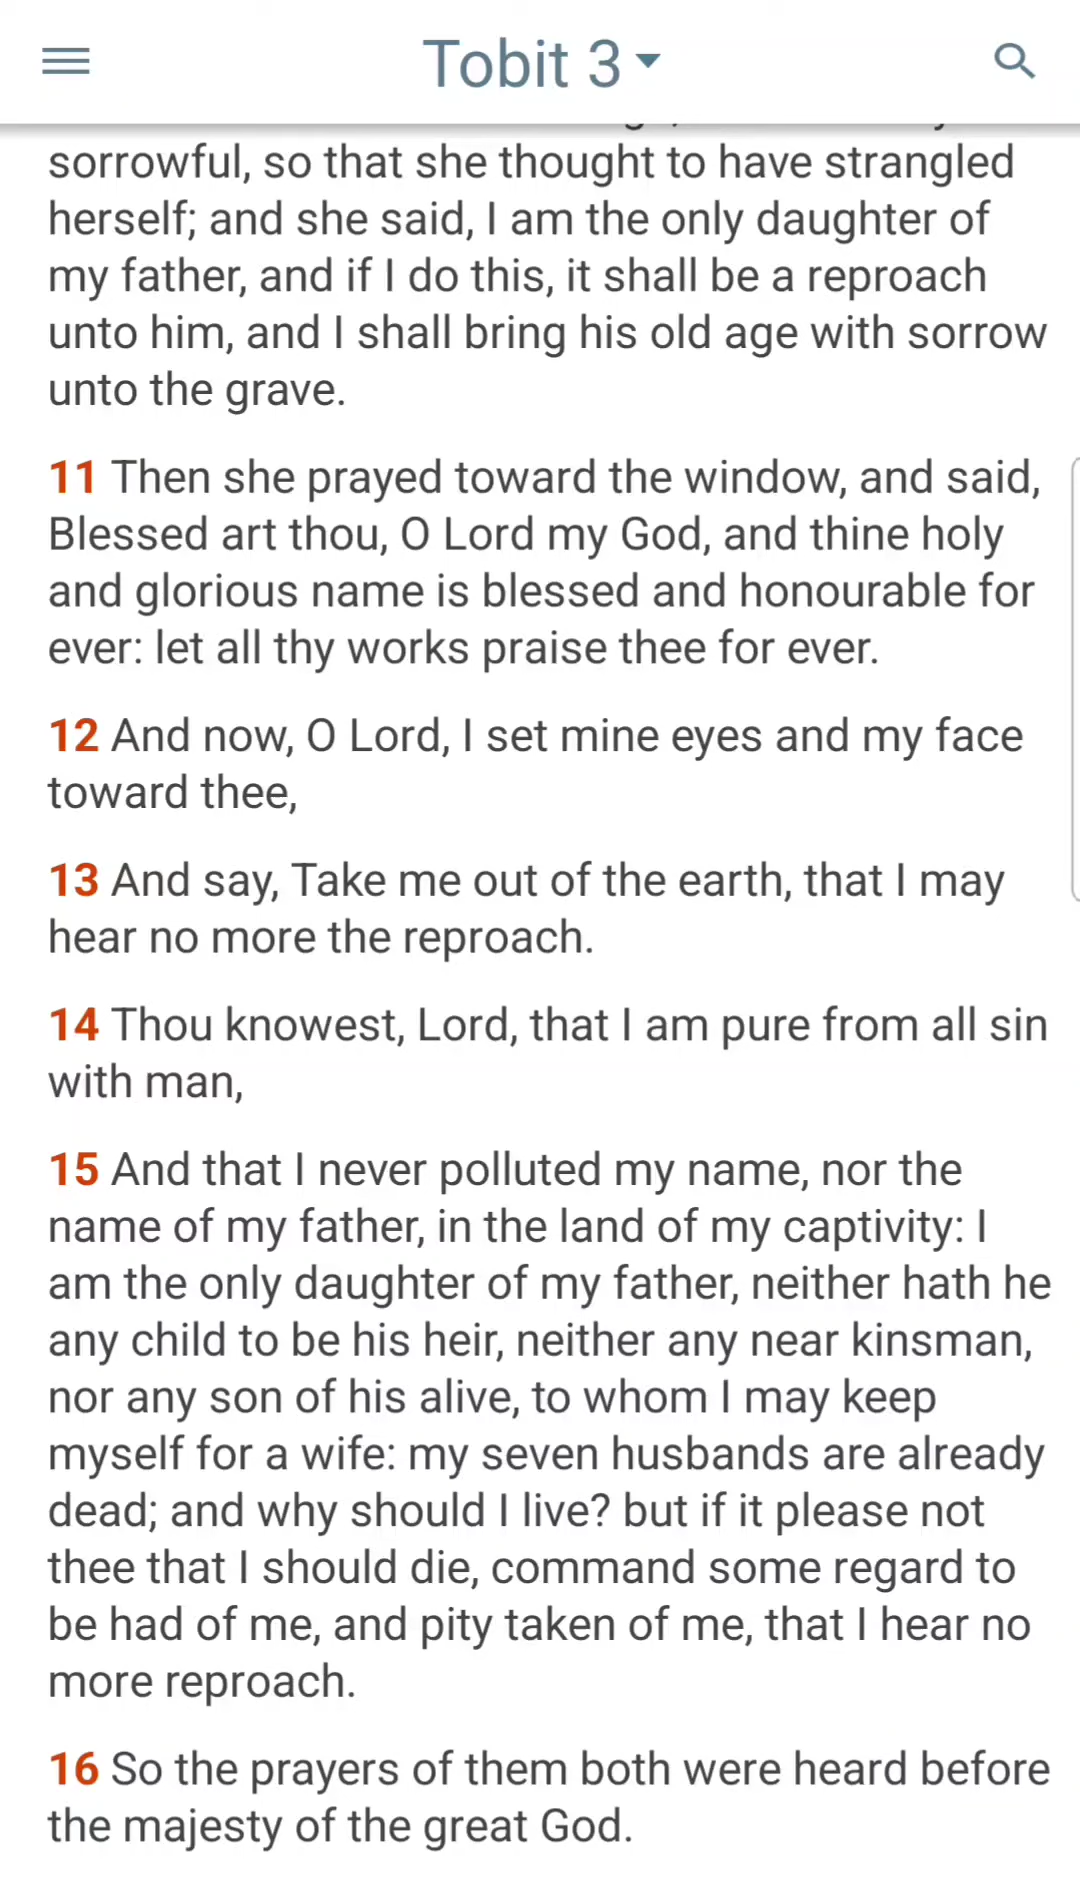 Tobit 3
sorrowful, so that she thought to have strangled
herself; and she said, I am the only daughter of
my father, and if I do this, it shall be a reproach
unto him, and I shall bring his old age with sorrow
unto the grave.
11 Then she prayed toward the window, and said,
Blessed art thou, O Lord my God, and thine holy
and glorious name is blessed and honourable for
ever: let all thy works praise thee for ever.
12 And now, O Lord, I set mine eyes and my face
toward thee,
13 And say, Take me out of the earth, that I may
hear no more the reproach.
14 Thou knowest, Lord, that I am pure from all sin
with man,
15 And that I never polluted my name, nor the
name of my father, in the land of my captivity: I
am the only daughter of my father, neither hath he
any child to be his heir, neither any near kinsman,
nor any son of his alive, to whom I may keep
myself for a wife: my seven husbands are already
dead; and why should I live? but if it please not
thee that I should die, command some regard to
be had of me, and pity taken of me, that I hear no
more reproach.
16 So the prayers of them both were heard before
the majesty of the great God.